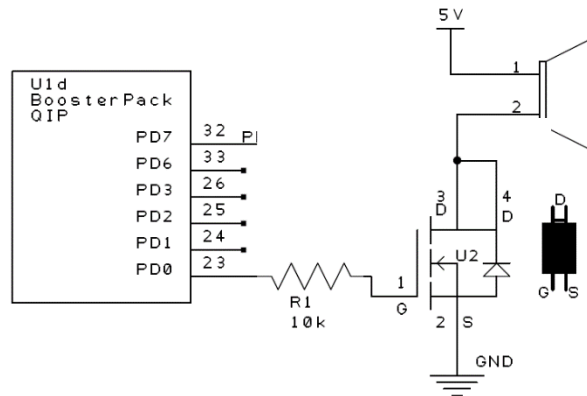 5V
U1d
BoosterPack
QIP
PD7 32
PD6 33
PD3 26
PD2 25
PD1 24
PD0 23
R1
10k
1
2
3
D
4
D
U2
1
G
2 S
GND
D
G S